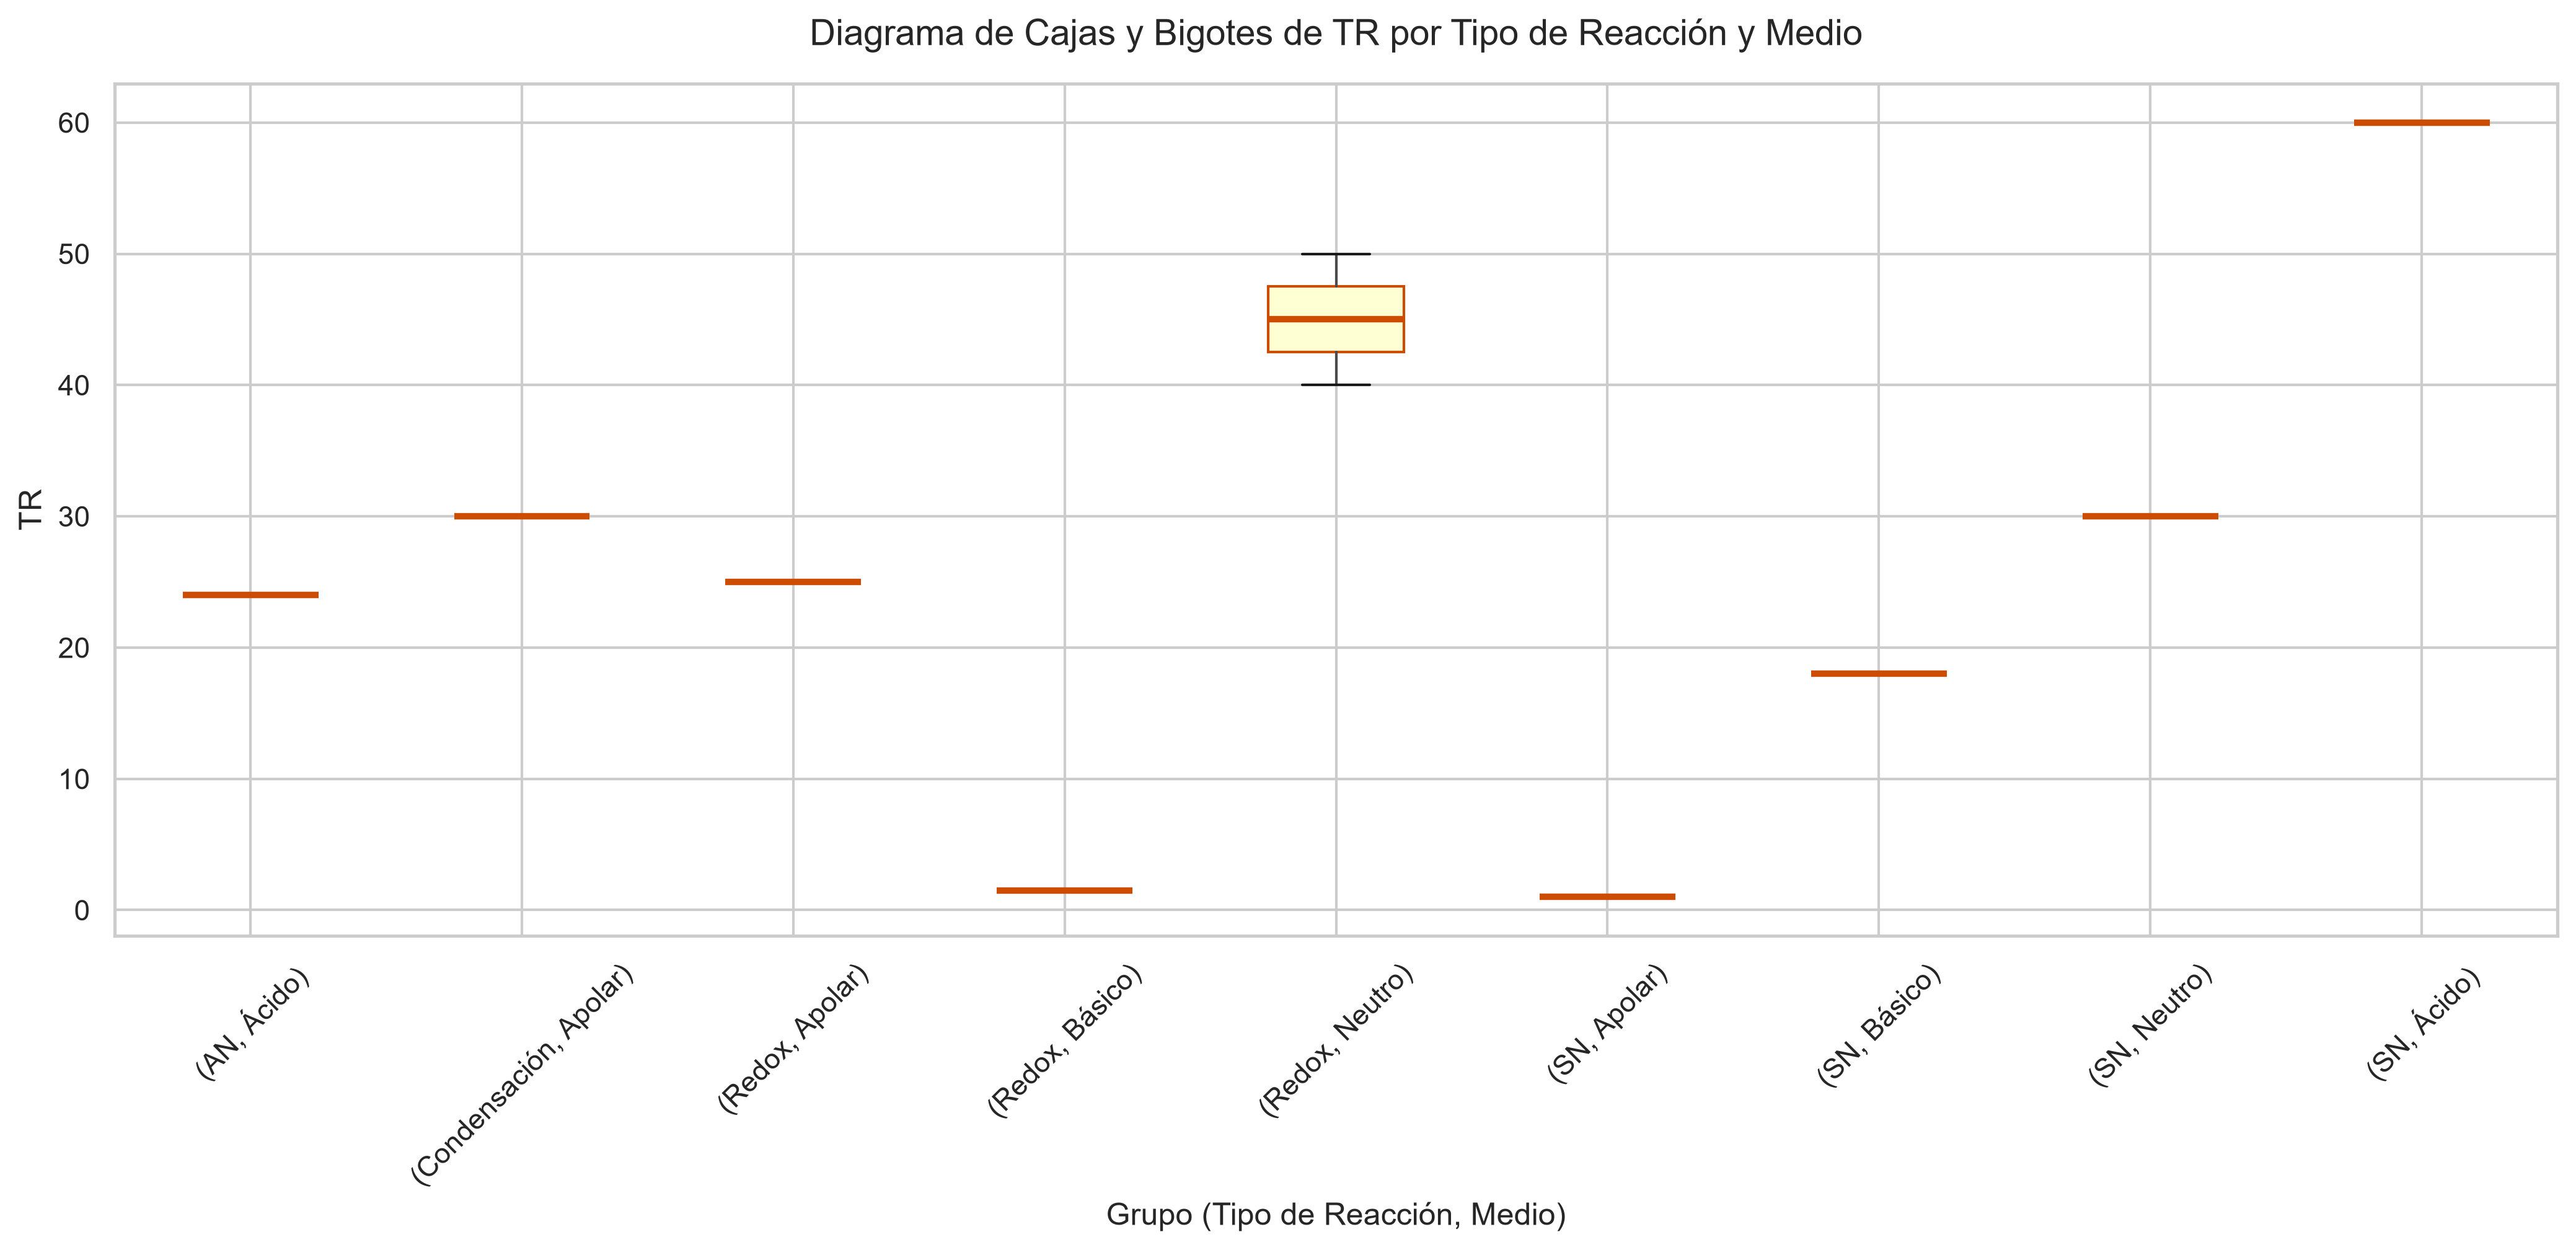 Diagrama de Cajas y Bigotes de TR por Tipo de Reacción y Medio
60
50
40
30
20
10
0
TR
(AN, Ácido)
(Condensación, Apolar)
(Redox, Apolar)
(Redox, Básico)
(Redox, Neutro)
(SN, Apolar)
(SN, Básico)
(SN, Neutro)
(SN, Ácido)
Grupo (Tipo de Reacción, Medio)